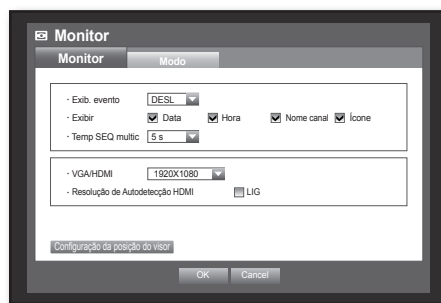 Monitor
Monitor Modo
· Exib. evento DESL
· Exibir Data Hora Nome canal Ícone
· Temp SEQ multic 5 s
· VGA/HDMI 1920X1080
· Resolução de Autodetecção HDMI LIG
Configuração da posição do visor
OK Cancel